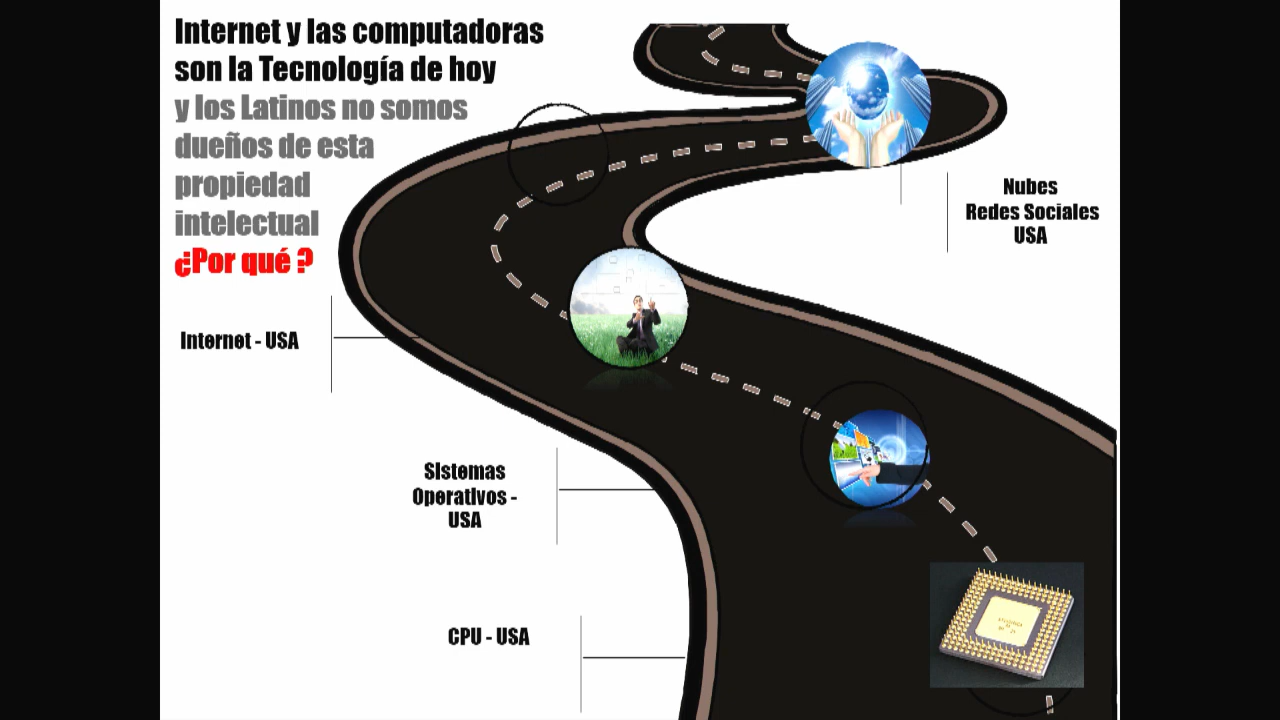 Internet y las computadoras
son la Tecnología de hoy
y los Latinos no somos
dueños de esta
propiedad
intelectual
¿Por qué ?
Nubes
Redes Sociales
USA
Internet - USA
Sistemas
Operativos -
USA
CPU - USA